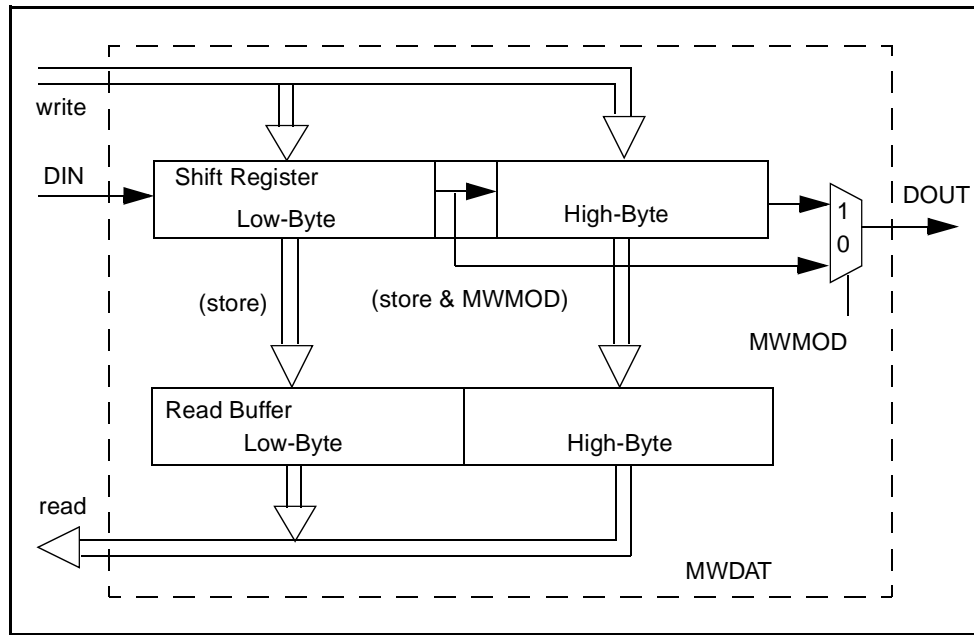 write
DIN
Shift Register
Low-Byte
High-Byte
1
0
DOUT
(store)
(store & MWMOD)
MWMOD
Read Buffer
Low-Byte
High-Byte
read
MWDAT